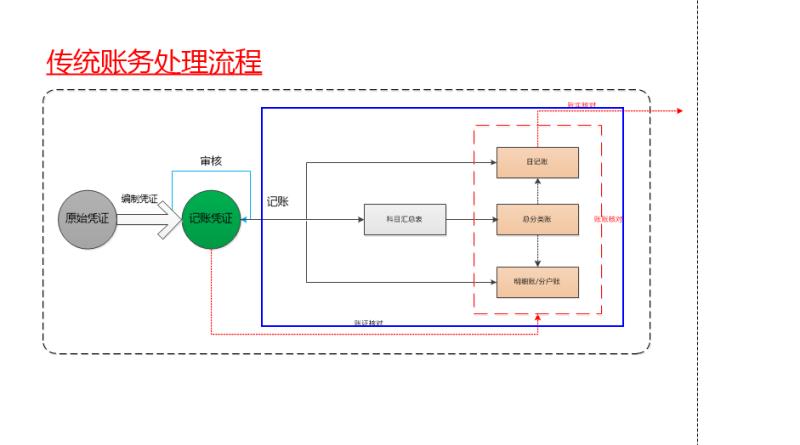 传统账务处理流程
账实核对
审核
日记账
编制凭证
记账
原始凭证
记账凭证
科目汇总表
总分类账
账账核对
明细账/分户账
账证核对